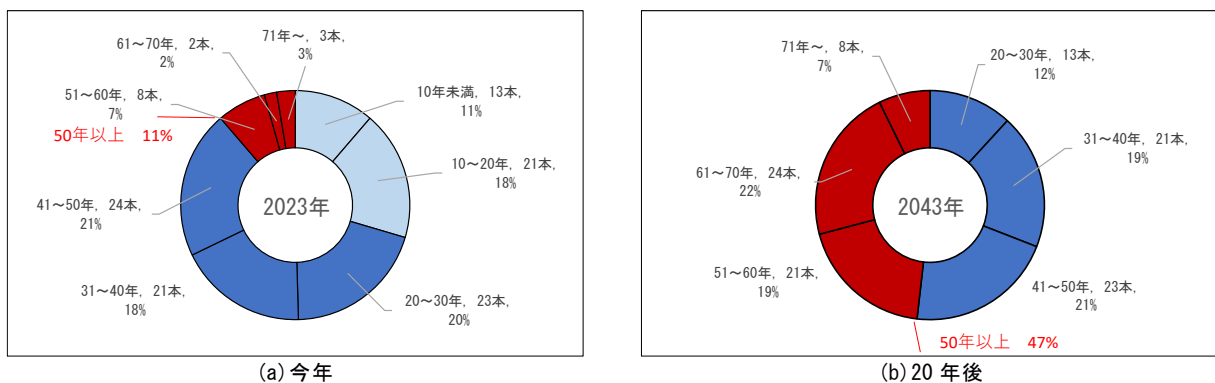 71年～, 3本,
3%
61～70年, 2本,
2%
51～60年, 8本,
7%
50年以上 11%
10年未満, 13本,
11%
10～20年, 21本,
18%
41～50年, 24本,
21%
2023年
31～40年, 21本,
18%
20～30年, 23本,
20%
(a)今年
71年～, 8本,
7%
20～30年, 13本,
12%
31～40年, 21本,
19%
61～70年, 24本,
22%
2043年
51～60年, 21本,
19%
41～50年, 23本,
21%
50年以上 47%
(b)20 年後